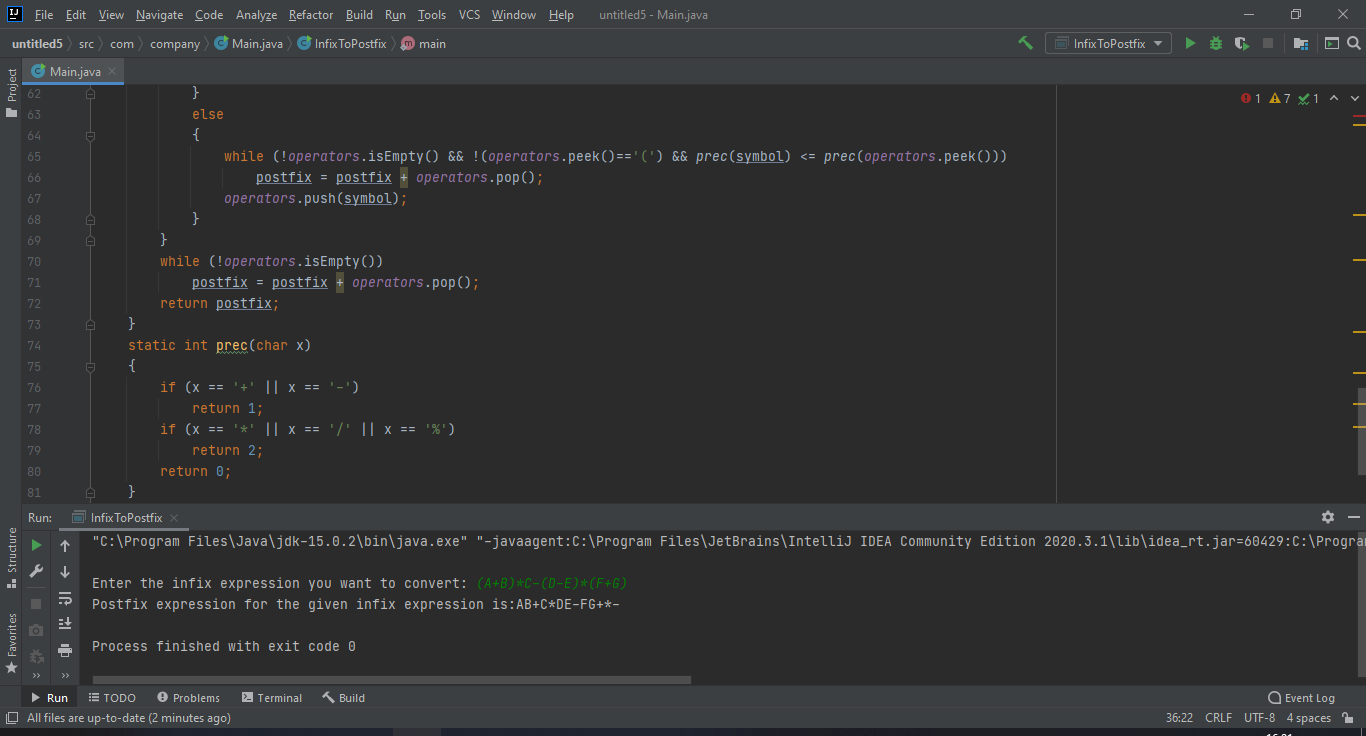 File Edit View Navigate Code Analyze Refactor Build Run Tools VCS Window Help untitled5 - Main.java
untitled5 src com company Main.java InfixToPostfix main InfixToPostfix
Project
Main.java
1 7 1
62 }
63 else
64 {
65 while (!operators.isEmpty() && !(operators.peek()=='(') && prec(symbol) <= prec(operators.peek()))
66 postfix = postfix + operators.pop();
67 operators.push(symbol);
68 }
69 }
70 while (!operators.isEmpty())
71 postfix = postfix + operators.pop();
72 return postfix;
73 }
74 static int prec(char x)
75 {
76 if (x == '+' || x == '-')
77 return 1;
78 if (x == '*' || x == '/' || x == '%')
79 return 2;
80 return 0;
81 }
Run: InfixToPostfix
Structure
Favorites
"C:\Program Files\Java\jdk-15.0.2\bin\java.exe" "-javaagent:C:\Program Files\JetBrains\IntelliJ IDEA Community Edition 2020.3.1\lib\idea_rt.jar=60429:C:\Progra
Enter the infix expression you want to convert: (A+B)*C-(D-E)*(F+G)
Postfix expression for the given infix expression is:AB+C*DE-FG+*-
Process finished with exit code 0
Run TODO Problems Terminal Build Event Log
All files are up-to-date (2 minutes ago) 36:22 CRLF UTF-8 4 spaces